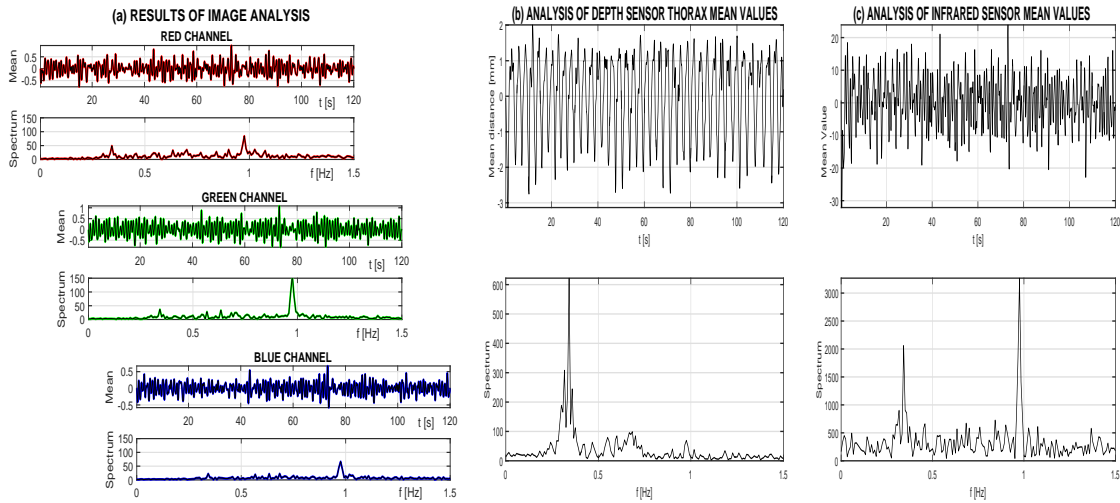 (a) RESULTS OF IMAGE ANALYSIS
RED CHANNEL
Mean
0.5
0
-0.5
20 40 60 80 100 120
t [s]
Spectrum
150
100
50
0
0 0.5 1 1.5
f [Hz]
GREEN CHANNEL
Mean
1
0.5
0
-0.5
20 40 60 80 100 120
t [s]
Spectrum
150
100
50
0
0 0.5 1 1.5
f [Hz]
BLUE CHANNEL
Mean
0.5
0
-0.5
20 40 60 80 100 120
t [s]
Spectrum
150
100
50
0
0 0.5 1 1.5
f [Hz]
(b) ANALYSIS OF DEPTH SENSOR THORAX MEAN VALUES
Mean distance [mm]
2
1
0
-1
-2
-3
20 40 60 80 100 120
t [s]
Spectrum
600
500
400
300
200
100
0
0 0.5 1 1.5
f [Hz]
(c) ANALYSIS OF INFRARED SENSOR MEAN VALUES
Mean Value
20
10
0
-10
-20
-30
20 40 60 80 100 120
t [s]
Spectrum
3000
2500
2000
1500
1000
500
0
0 0.5 1 1.5
f [Hz]